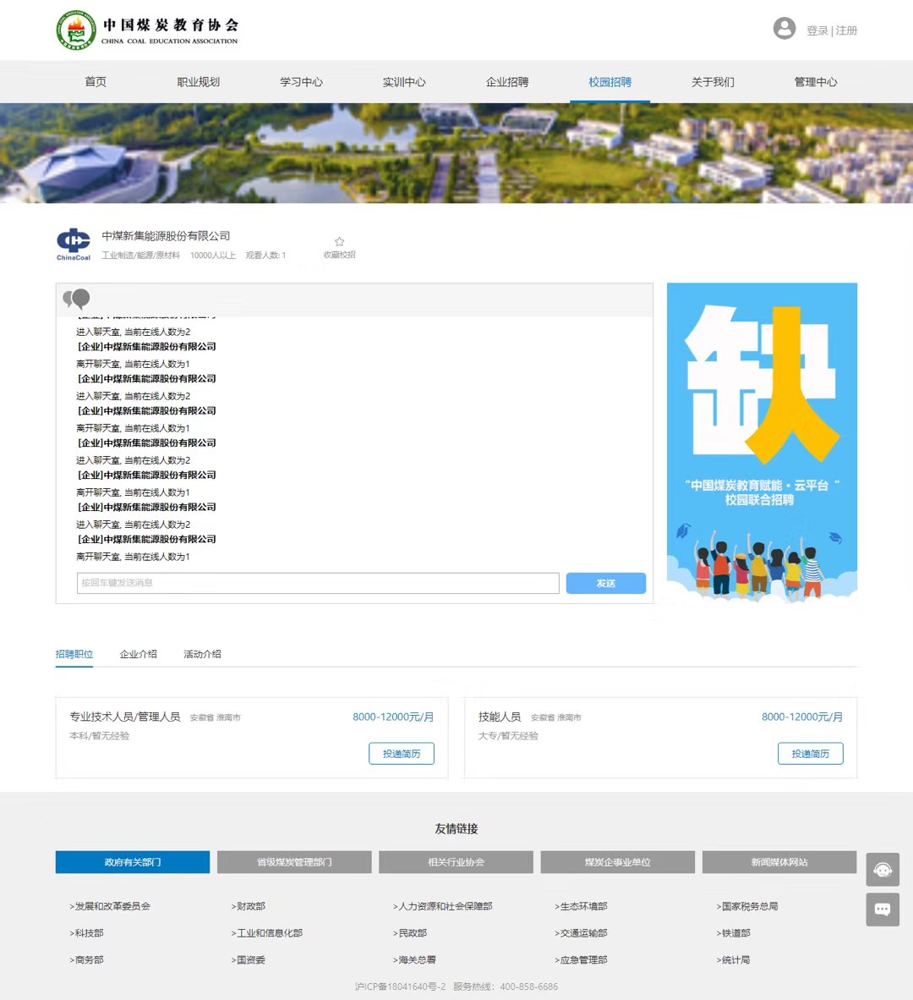 中国煤炭教育协会
CHINA COAL EDUCATION ASSOCIATION
登录 | 注册
首页 职业规划 学习中心 实训中心 企业招聘 校园招聘 关于我们 管理中心
中煤新集能源股份有限公司
ChinaCoal
工业制造/能源/原材料 10000人以上 观看人数: 1
收藏校招
[企业]中煤新集能源股份有限公司
进入聊天室, 当前在线人数为2
[企业]中煤新集能源股份有限公司
离开聊天室, 当前在线人数为1
[企业]中煤新集能源股份有限公司
进入聊天室, 当前在线人数为2
[企业]中煤新集能源股份有限公司
离开聊天室, 当前在线人数为1
[企业]中煤新集能源股份有限公司
进入聊天室, 当前在线人数为2
[企业]中煤新集能源股份有限公司
离开聊天室, 当前在线人数为1
[企业]中煤新集能源股份有限公司
进入聊天室, 当前在线人数为2
[企业]中煤新集能源股份有限公司
离开聊天室, 当前在线人数为1
按回车键发送消息
发送
缺人
“中国煤炭教育赋能·云平台 “
校园联合招聘
招聘职位 企业介绍 活动介绍
专业技术人员/管理人员 安徽省 淮南市 8000-12000元/月
本科/暂无经验
投递简历
技能人员 安徽省 淮南市 8000-12000元/月
大专/暂无经验
投递简历
友情链接
政府有关部门 省级煤炭管理部门 相关行业协会 煤炭企事业单位 新闻媒体网站
>发展和改革委员会 >财政部 >人力资源和社会保障部 >生态环境部 >国家税务总局
>科技部 >工业和信息化部 >民政部 >交通运输部 >铁道部
>商务部 >国资委 >海关总署 >应急管理部 >统计局
沪ICP备18041640号-2 服务热线：400-858-6686